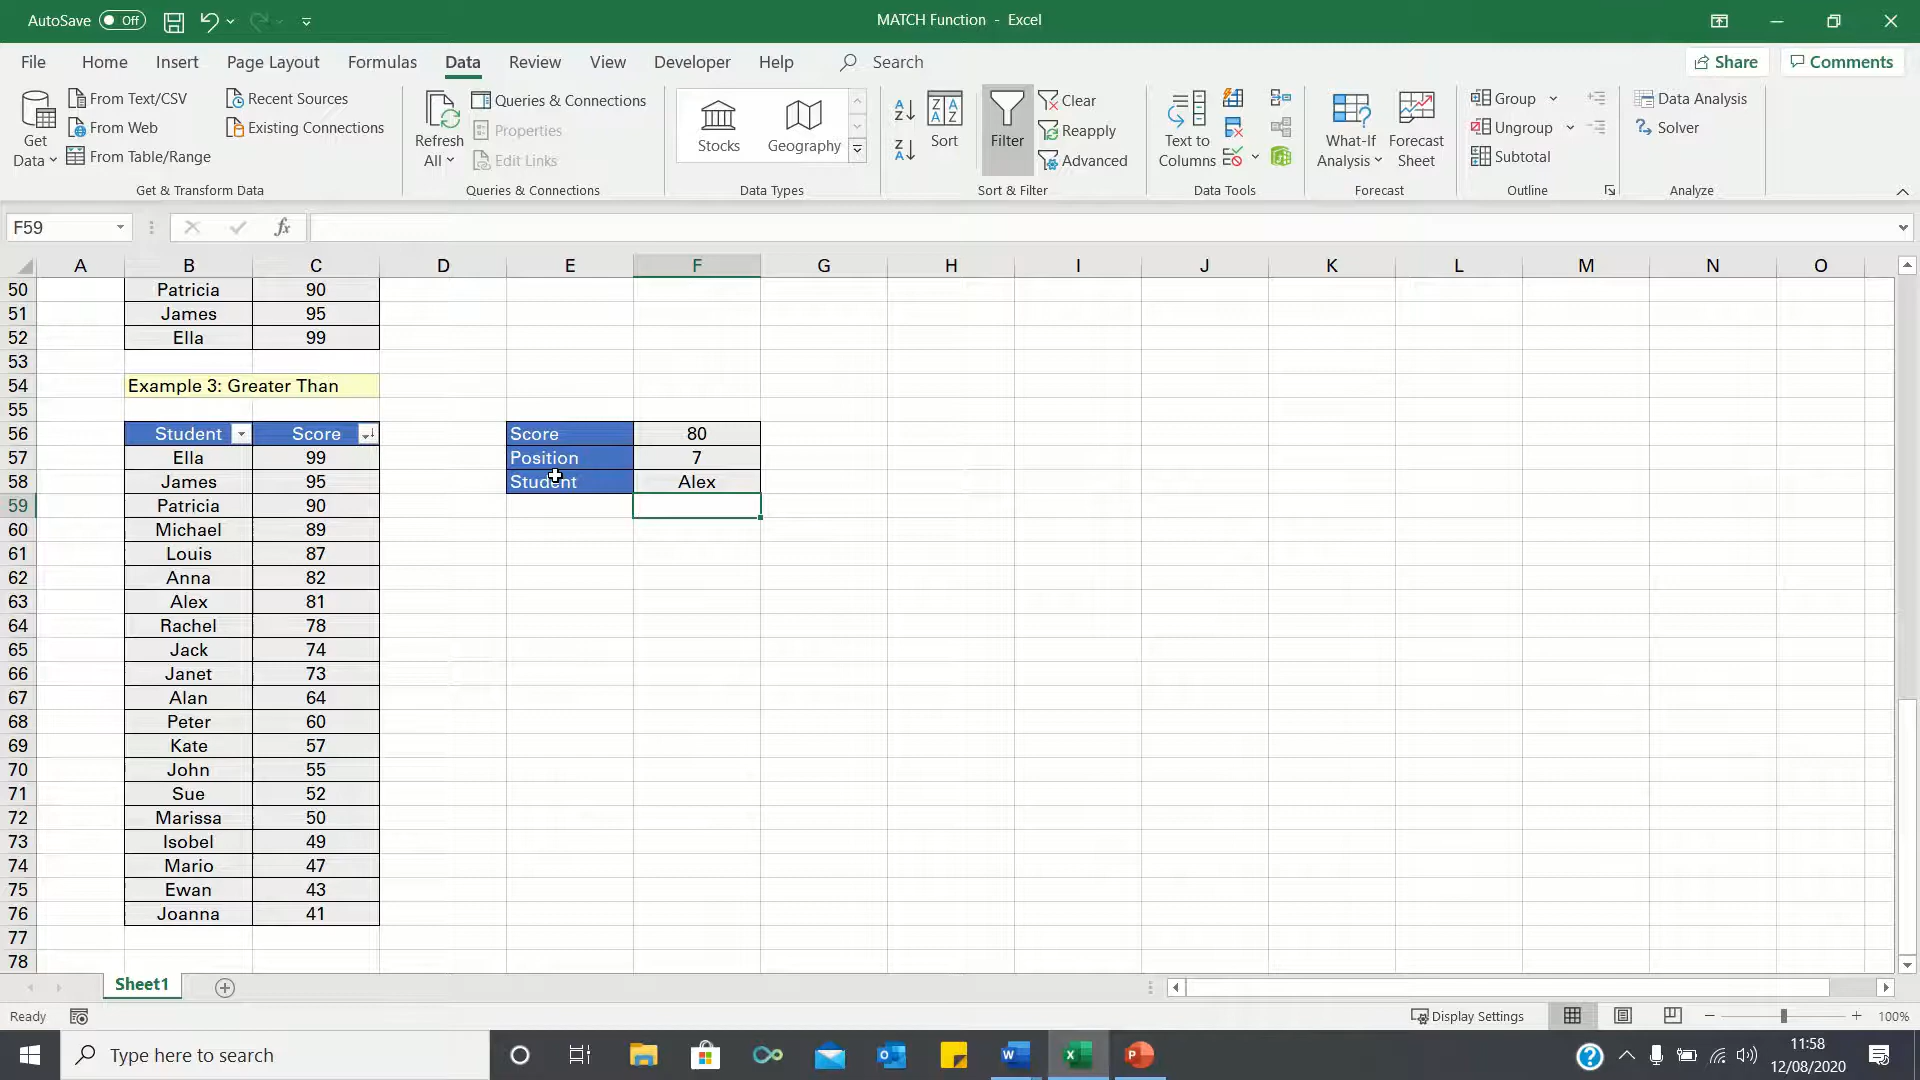 AutoSave Off
MATCH Function - Excel
File Home Insert Page Layout Formulas Data Review View Developer Help Search Share Comments
Get Data
From Text/CSV
From Web
From Table/Range
Recent Sources
Existing Connections
Get & Transform Data
Refresh All
Queries & Connections
Properties
Edit Links
Queries & Connections
Stocks
Geography
Data Types
Sort
Filter
Clear
Reapply
Advanced
Sort & Filter
Text to Columns
Data Tools
What-If Analysis
Forecast Sheet
Forecast
Group
Ungroup
Subtotal
Outline
Data Analysis
Solver
Analyze
F59 fx
A B C D E F G H I J K L M N O
50 Patricia 90
51 James 95
52 Ella 99
53
54 Example 3: Greater Than
55
56 Student Score Score 80
57 Ella 99 Position 7
58 James 95 Student Alex
59 Patricia 90
60 Michael 89
61 Louis 87
62 Anna 82
63 Alex 81
64 Rachel 78
65 Jack 74
66 Janet 73
67 Alan 64
68 Peter 60
69 Kate 57
70 John 55
71 Sue 52
72 Marissa 50
73 Isobel 49
74 Mario 47
75 Ewan 43
76 Joanna 41
77
78
Sheet1
Ready Display Settings 100%
Type here to search
11:58
12/08/2020